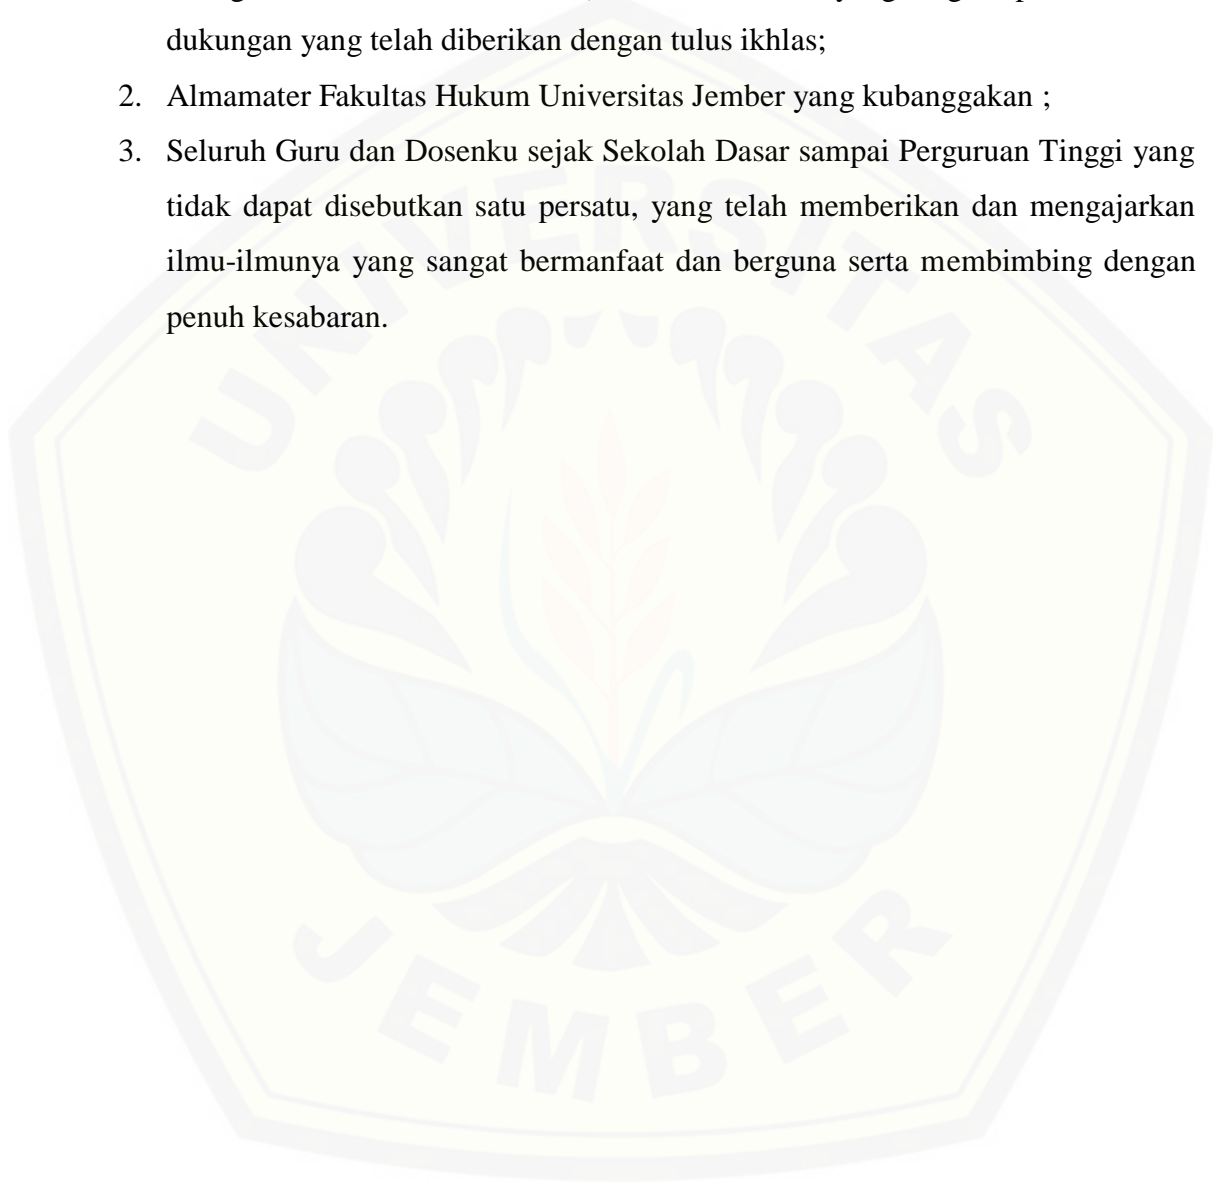 dukungan yang telah diberikan dengan tulus ikhlas;
2. Almamater Fakultas Hukum Universitas Jember yang kubanggakan ;
3. Seluruh Guru dan Dosenku sejak Sekolah Dasar sampai Perguruan Tinggi yang
tidak dapat disebutkan satu persatu, yang telah memberikan dan mengajarkan
ilmu-ilmunya yang sangat bermanfaat dan berguna serta membimbing dengan
penuh kesabaran.
UNIVERSITAS
JEMBER